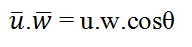 u̅.w̅ = u.w.cosθ